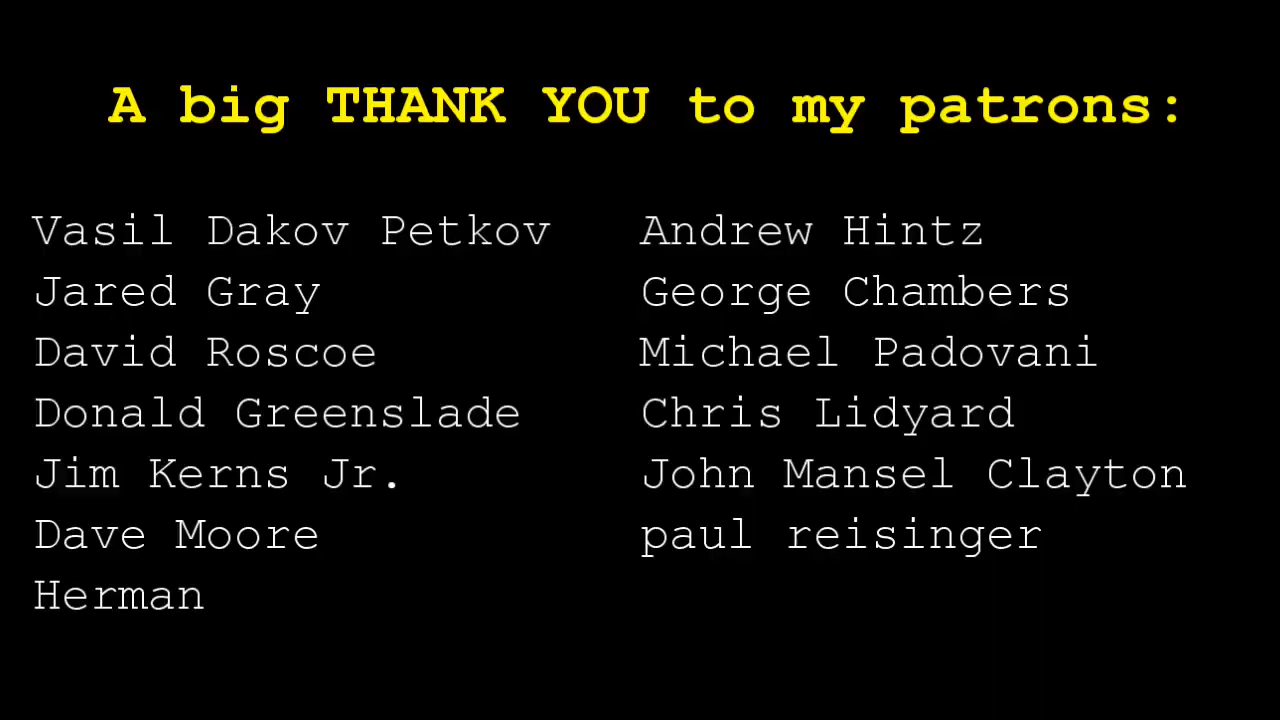 A big THANK YOU to my patrons:
Vasil Dakov Petkov
Jared Gray
David Roscoe
Donald Greenslade
Jim Kerns Jr.
Dave Moore
Herman
Andrew Hintz
George Chambers
Michael Padovani
Chris Lidyard
John Mansel Clayton
paul reisinger